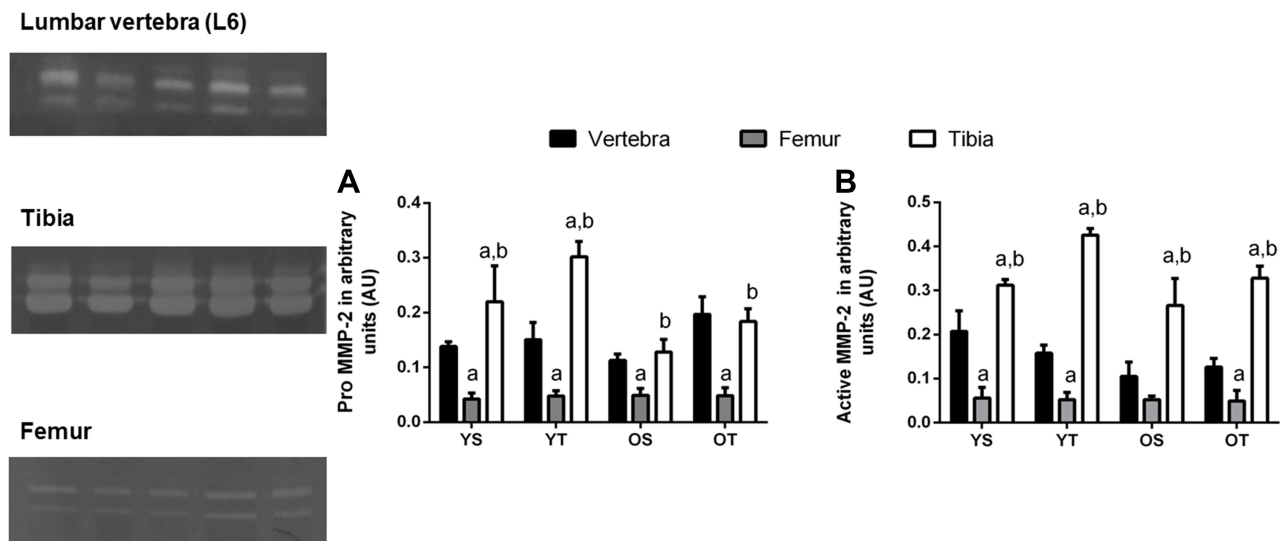 Lumbar vertebra (L6)
Tibia
Femur
Vertebra
Femur
Tibia
A
Pro MMP-2 in arbitrary
units (AU)
0.4
0.3
0.2
0.1
0.0
a,b
a,b
b
b
a
a
a
a
YS
YT
OS
OT
B
Active MMP-2 in arbitrary
units (AU)
0.5
0.4
0.3
0.2
0.1
0.0
a,b
a,b
a,b
a,b
a
a
a
YS
YT
OS
OT